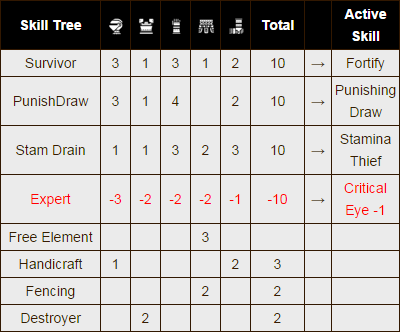 Skill Tree Total Active Skill
Survivor 3 1 3 1 2 10 → Fortify
PunishDraw 3 1 4 2 10 → Punishing Draw
Stam Drain 1 1 3 2 3 10 → Stamina Thief
Expert -3 -2 -2 -2 -1 -10 → Critical Eye -1
Free Element 3
Handicraft 1 2 3
Fencing 2 2
Destroyer 2 2